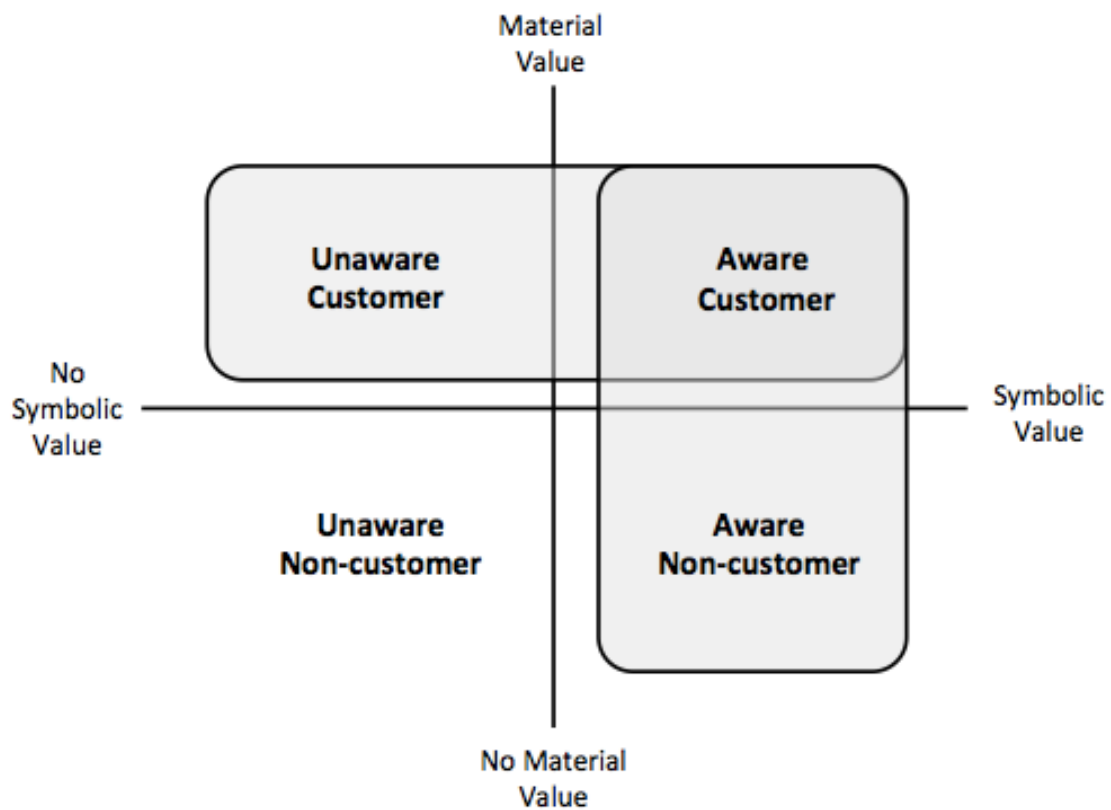 Material
Value
Unaware
Customer
Aware
Customer
No
Symbolic
Value
Symbolic
Value
Unaware
Non-customer
Aware
Non-customer
No Material
Value